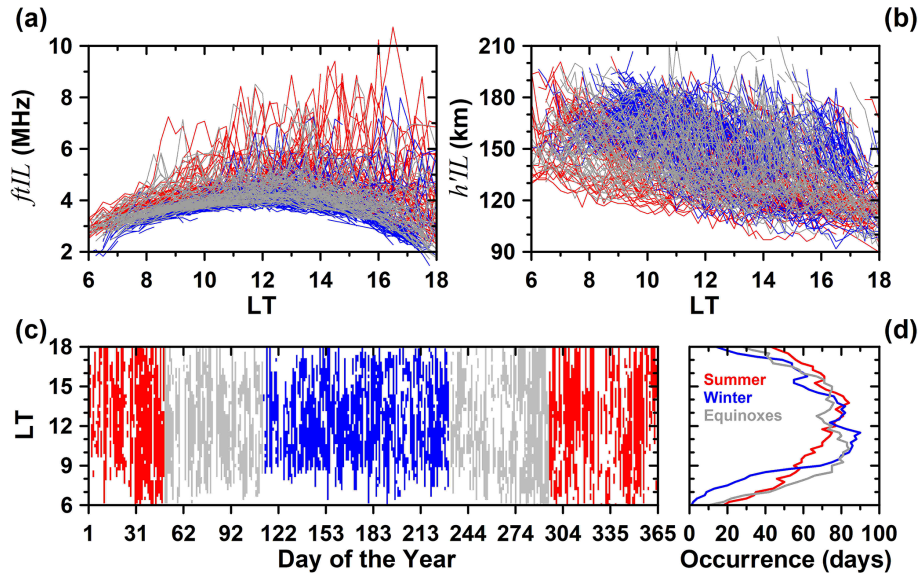 (a)
10
8
6
4
2
ftIL (MHz)
6 8 10 12 14 16 18
LT
(b)
210
180
150
120
90
h'IL (km)
6 8 10 12 14 16 18
LT
(c)
18
15
12
9
6
LT
1 31 62 92 122 153 183 213 244 274 304 335 365
Day of the Year
(d)
Summer
Winter
Equinoxes
0 20 40 60 80 100
Occurrence (days)